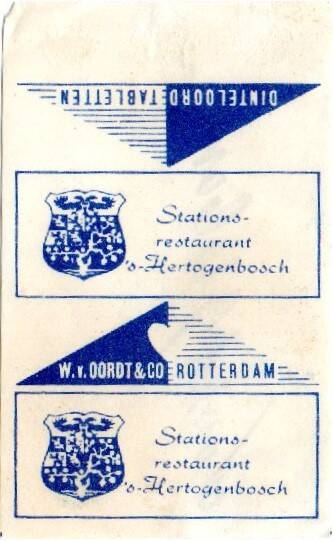 DINTELOORD TABLETTEN
Stations-
restaurant
's-Hertogenbosch
W. v. OORDT & CO ROTTERDAM
Stations-
restaurant
's-Hertogenbosch